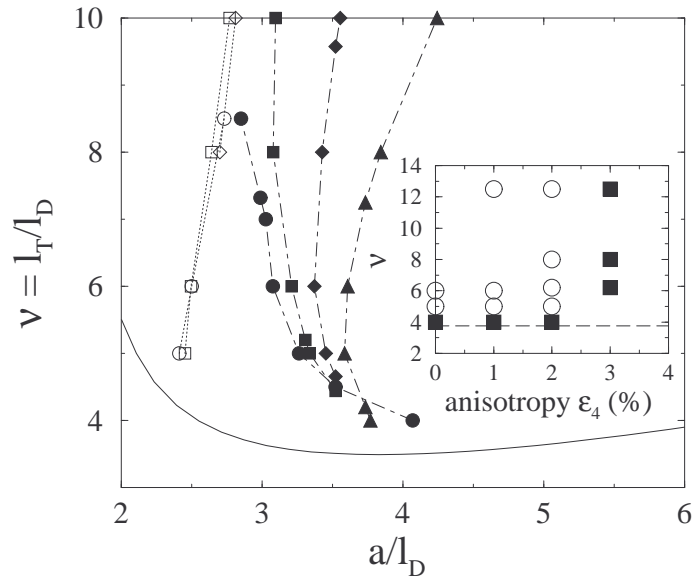 10
8
6
4
ν = l_T/l_D
2 3 4 5 6
a/l_D
14
12
10
8
6
4
2
ν
0 1 2 3 4
anisotropy ε_4 (%)